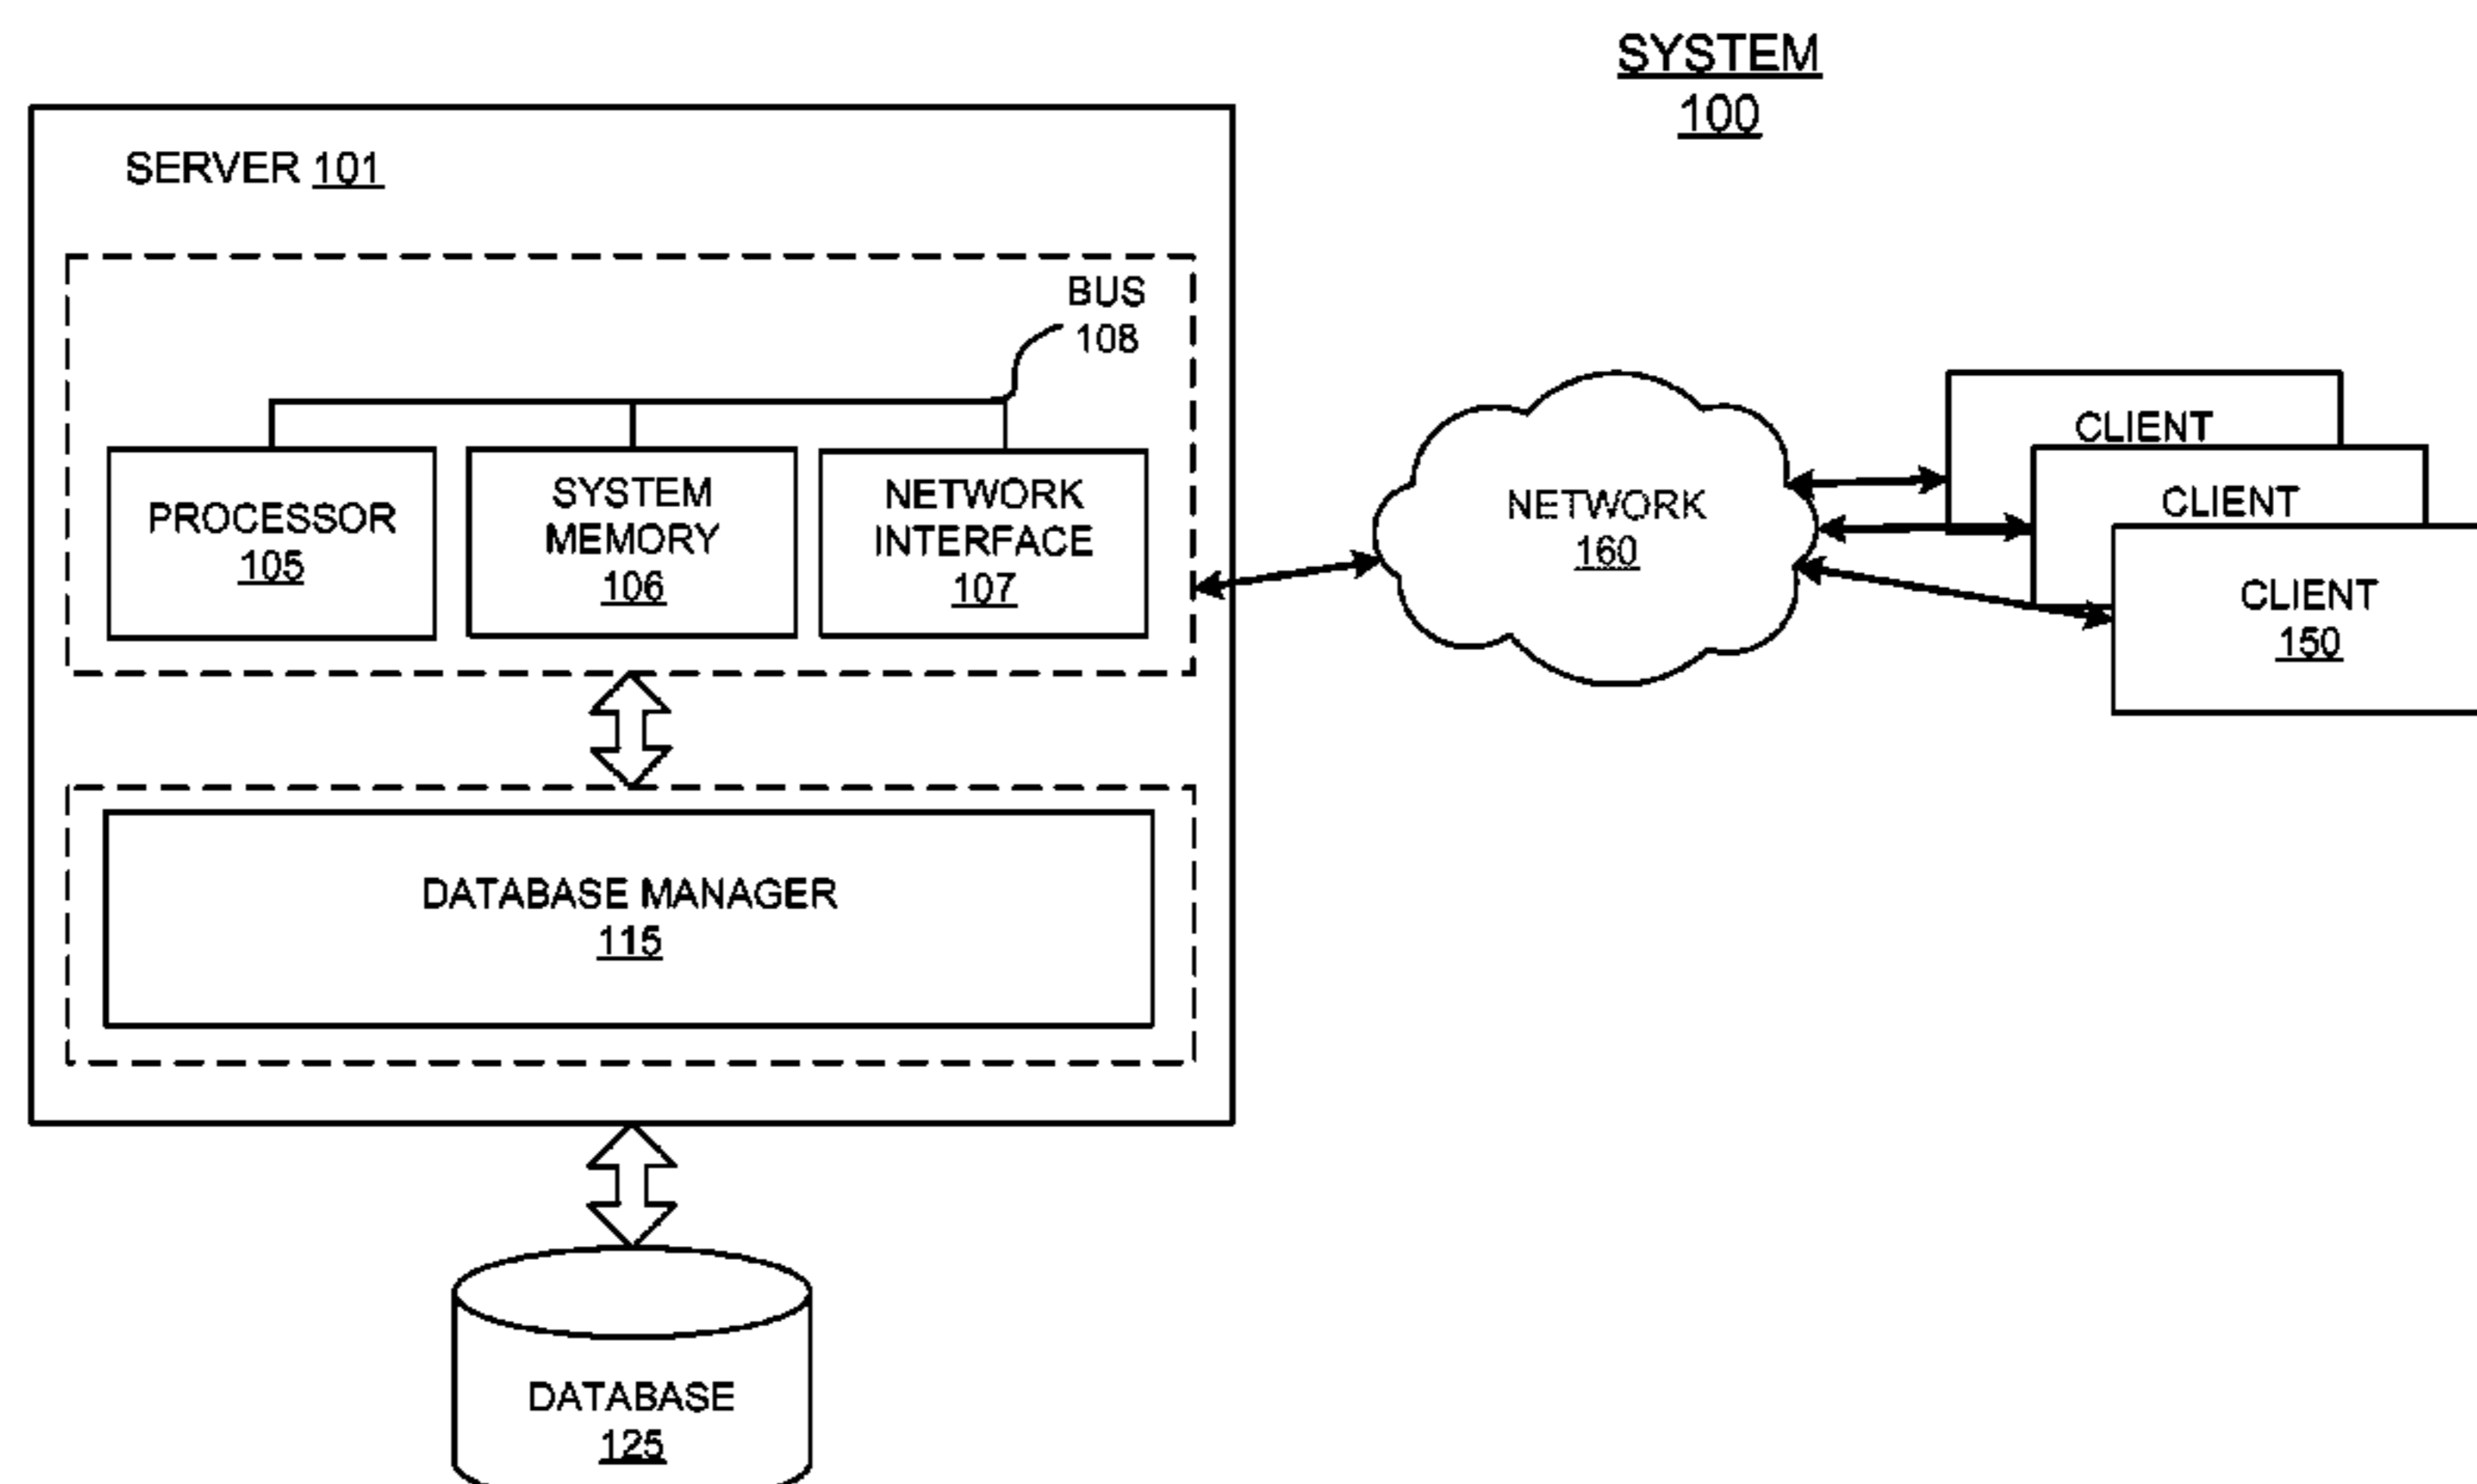 SYSTEM
100
SERVER 101
BUS
108
PROCESSOR
105
SYSTEM
MEMORY
106
NETWORK
INTERFACE
107
NETWORK
160
CLIENT
CLIENT
CLIENT
150
DATABASE MANAGER
115
DATABASE
125